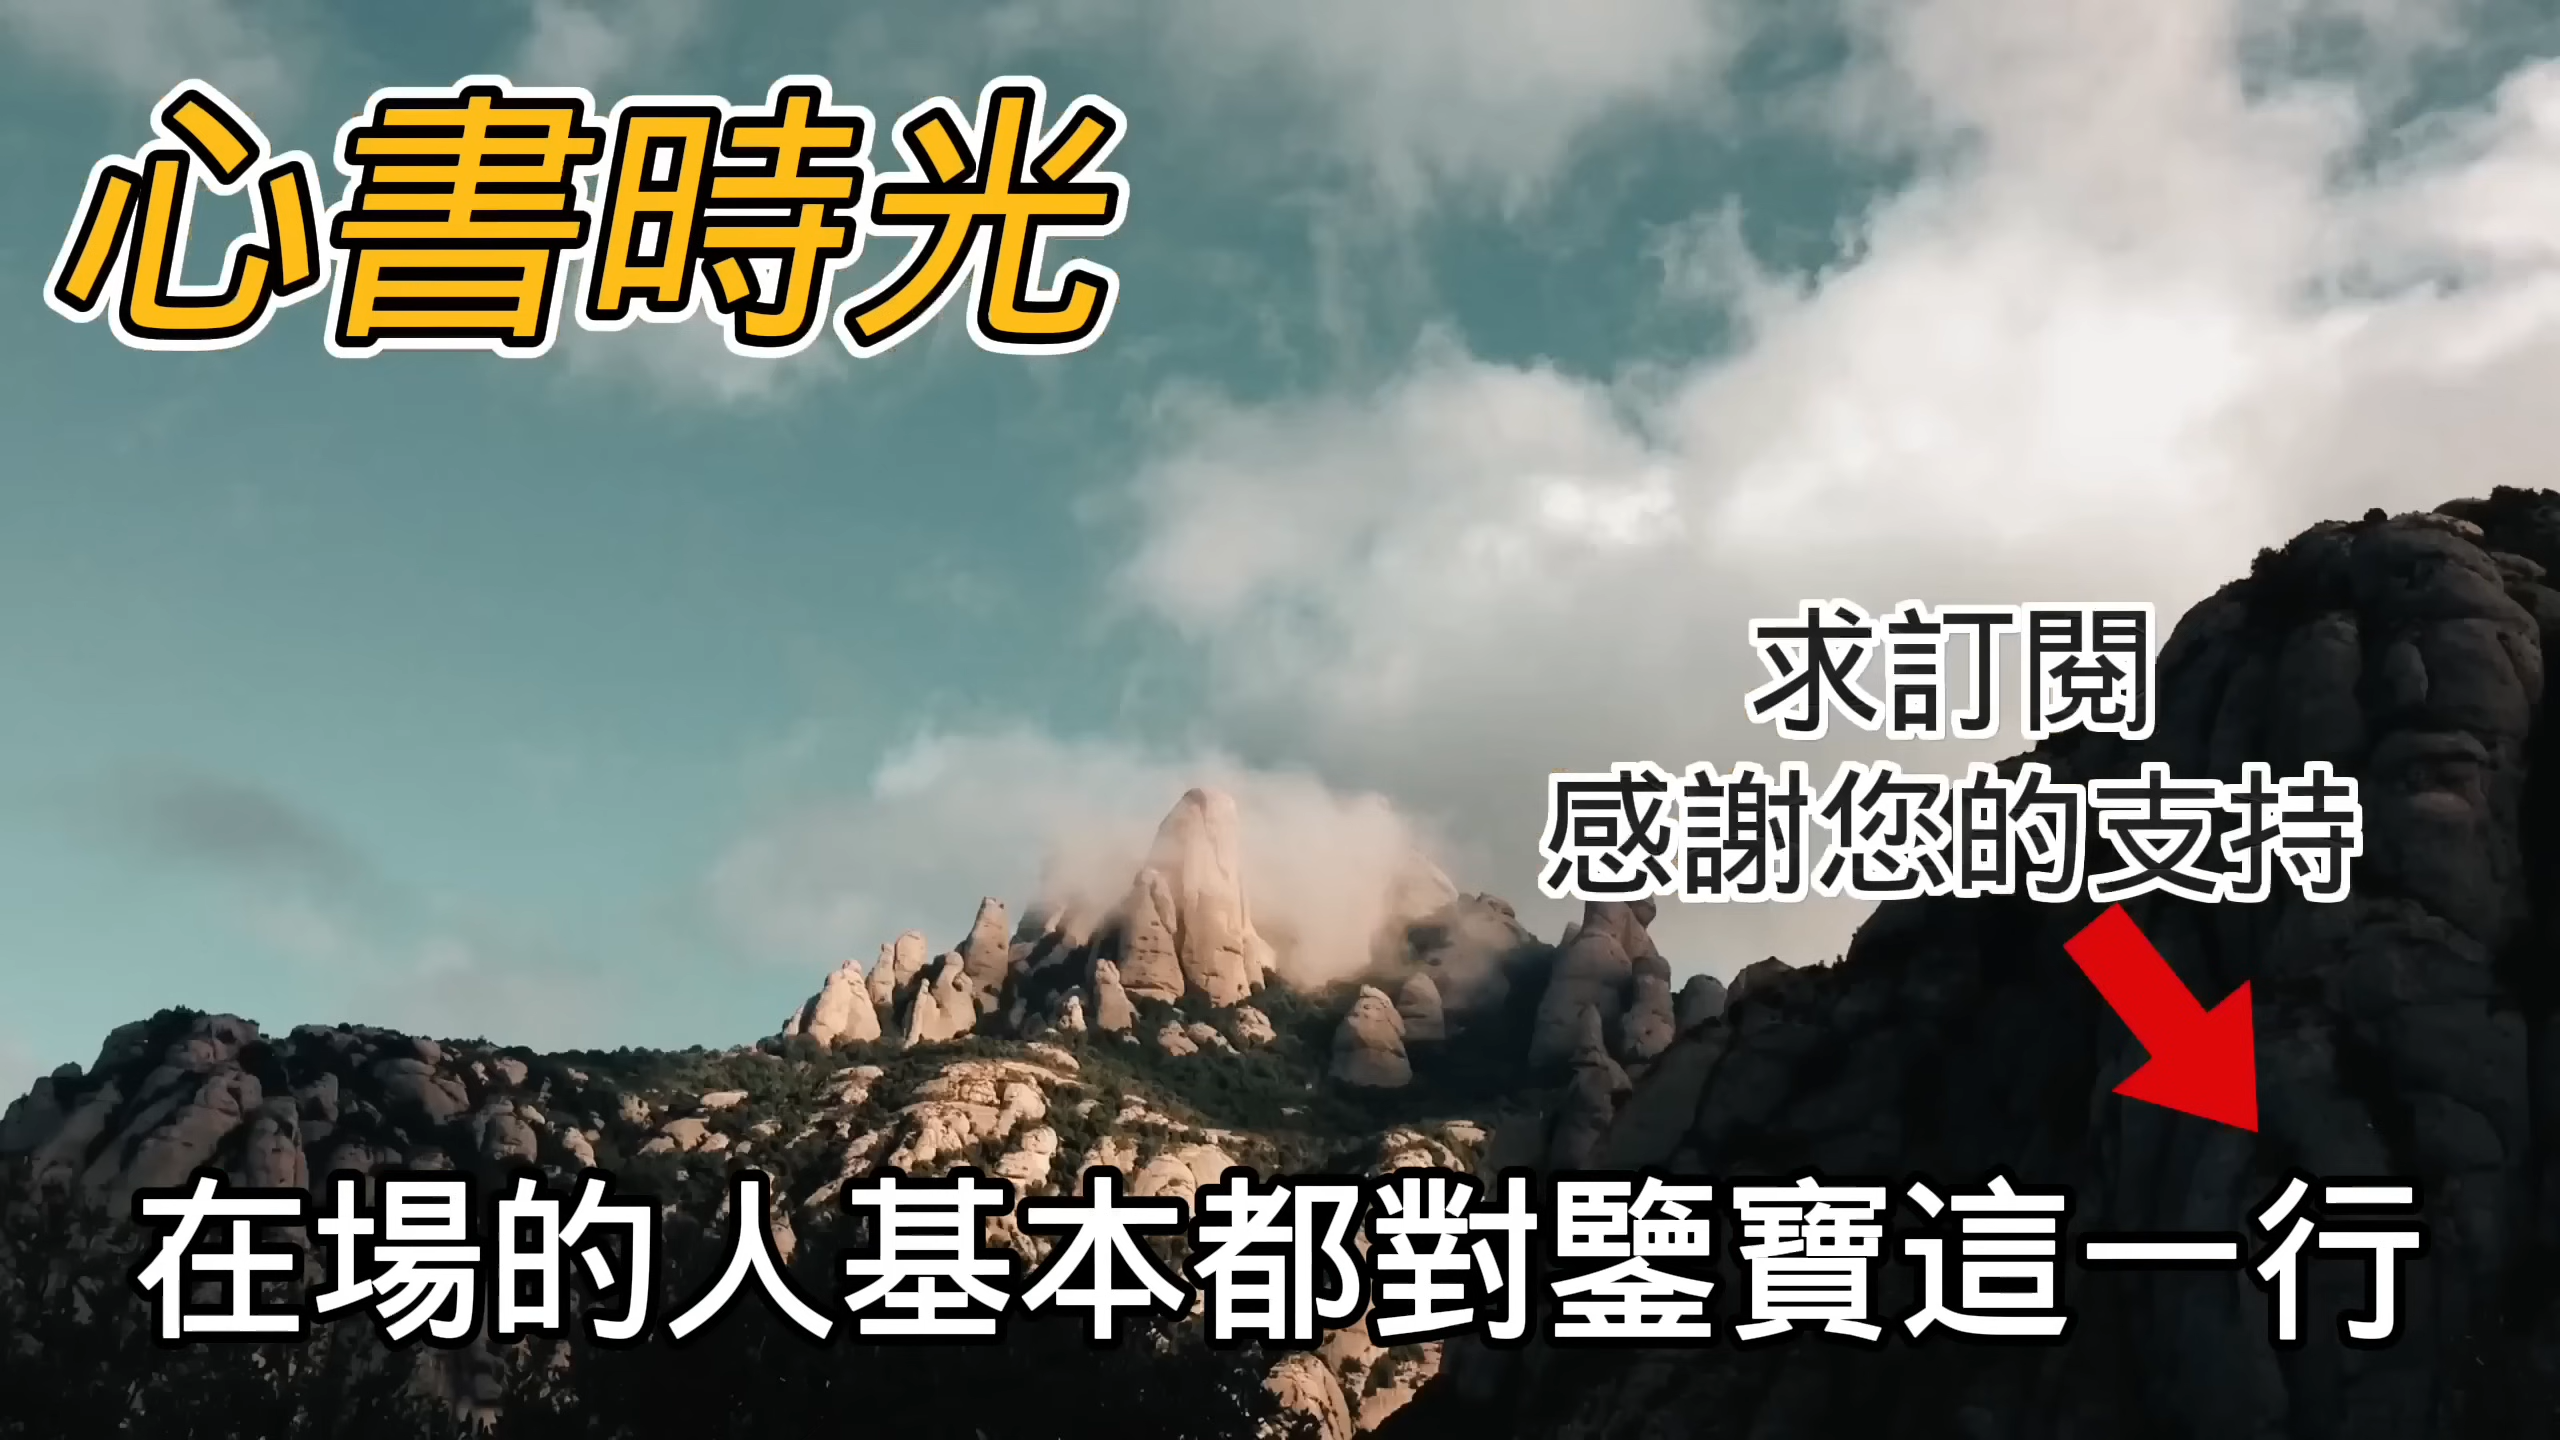 心書時光
求訂閱
感謝您的支持
在場的人基本都對鑒寶這一行